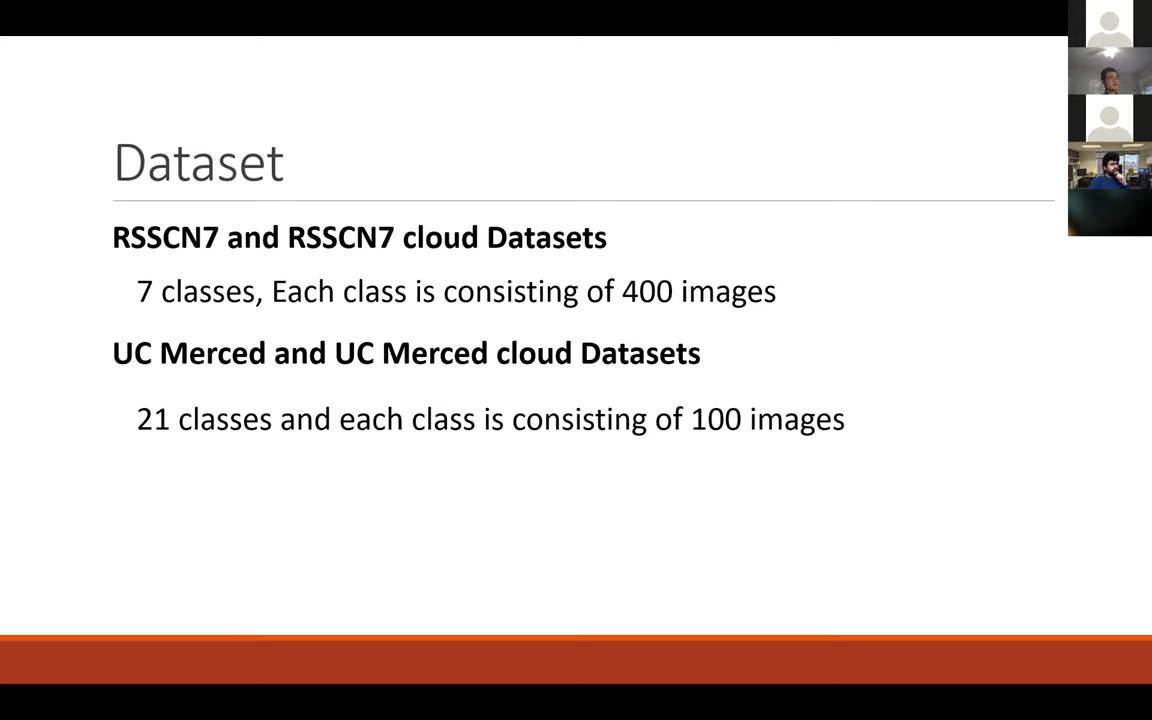 Dataset
RSSCN7 and RSSCN7 cloud Datasets
7 classes, Each class is consisting of 400 images
UC Merced and UC Merced cloud Datasets
21 classes and each class is consisting of 100 images